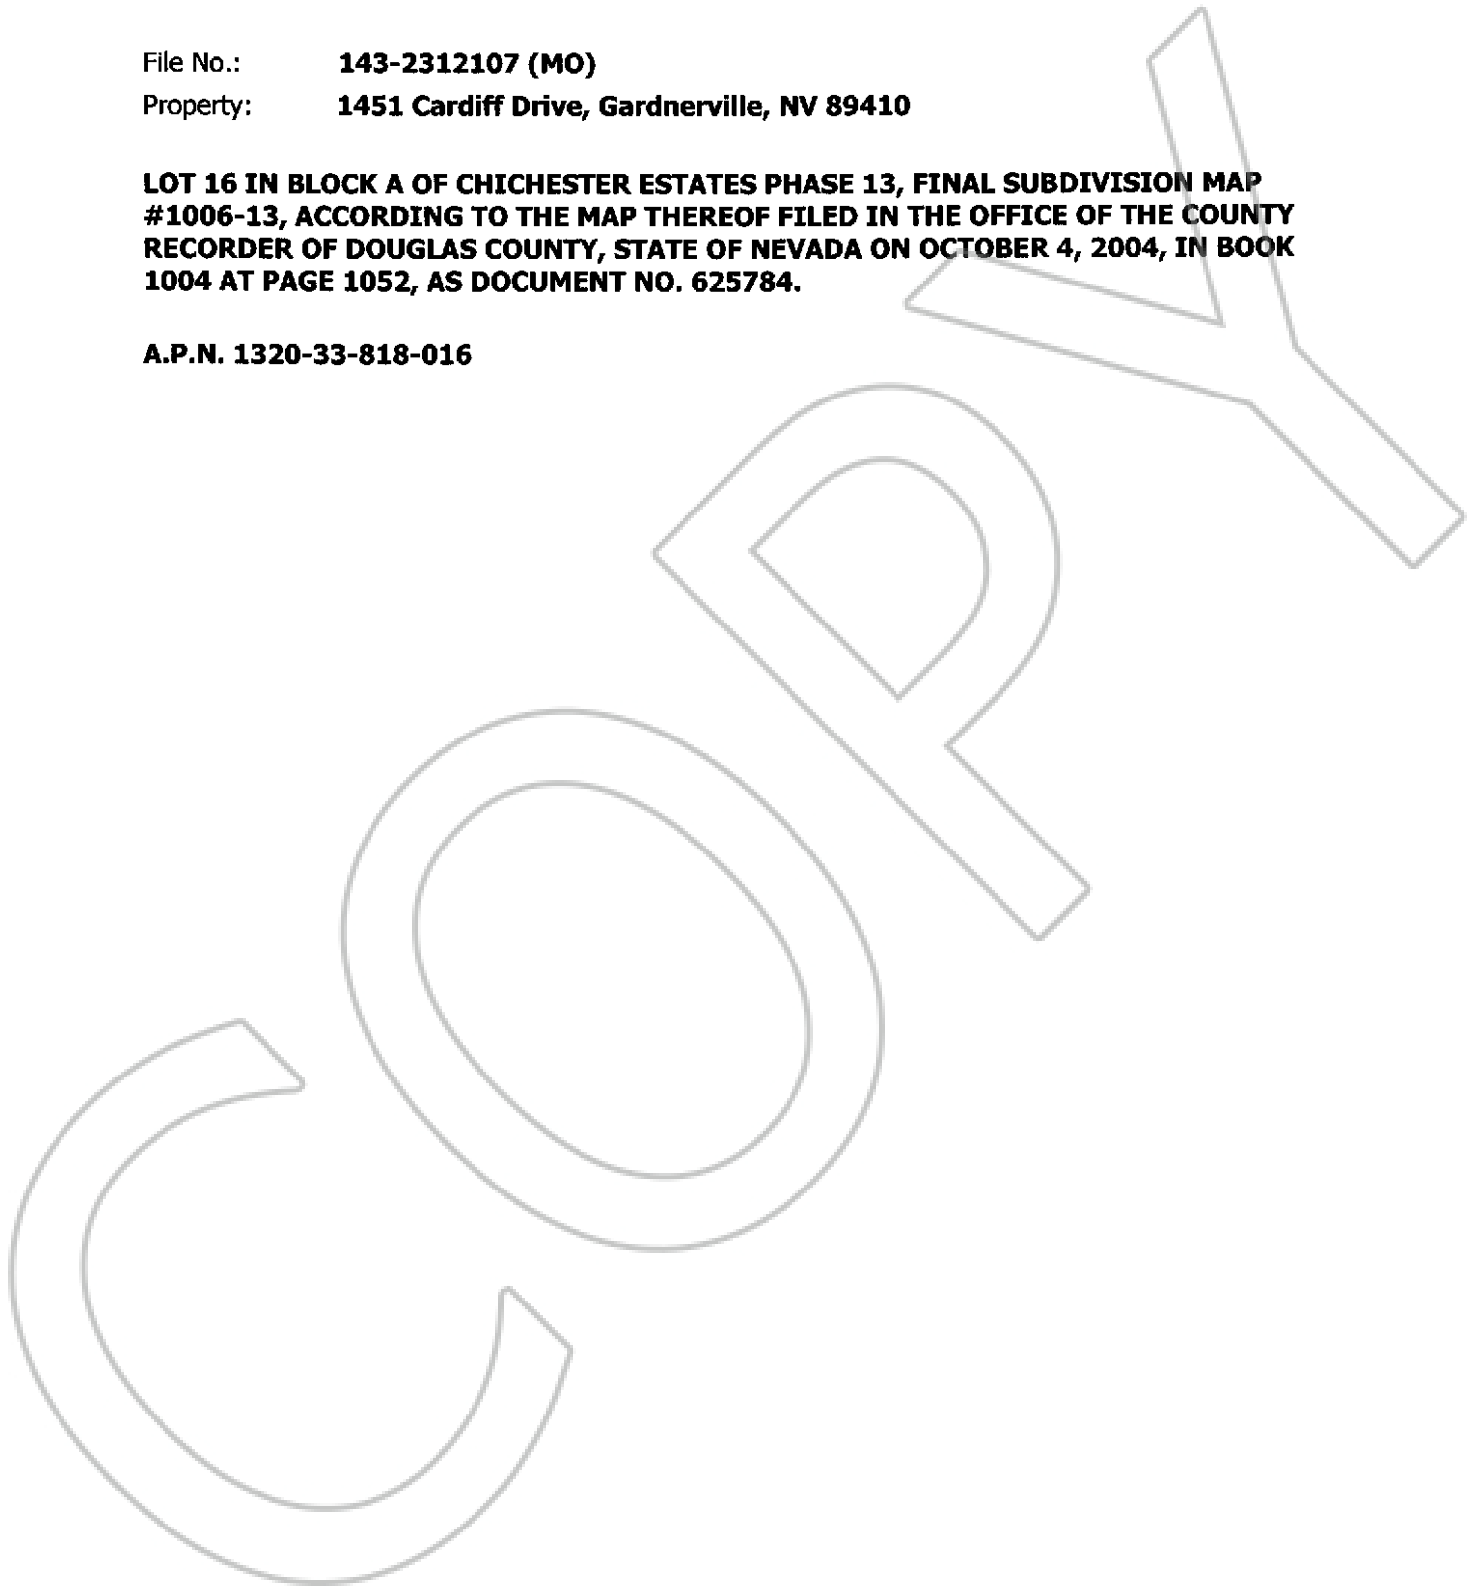 File No.: 143-2312107 (MO)
Property: 1451 Cardiff Drive, Gardnerville, NV 89410
LOT 16 IN BLOCK A OF CHICHESTER ESTATES PHASE 13, FINAL SUBDIVISION MAP
#1006-13, ACCORDING TO THE MAP THEREOF FILED IN THE OFFICE OF THE COUNTY
RECORDER OF DOUGLAS COUNTY, STATE OF NEVADA ON OCTOBER 4, 2004, IN BOOK
1004 AT PAGE 1052, AS DOCUMENT NO. 625784.
A.P.N. 1320-33-818-016
COPY